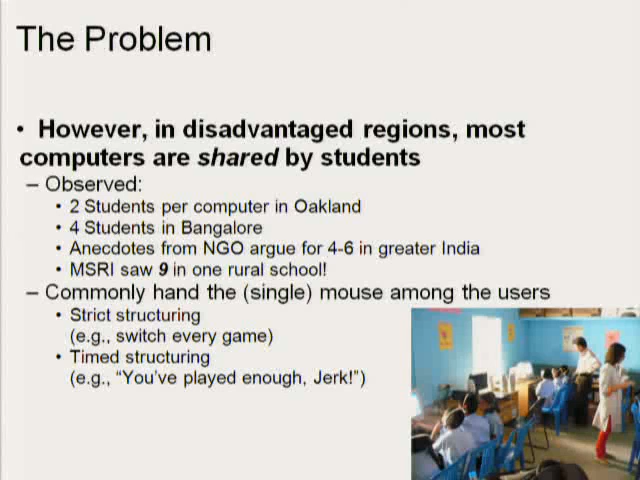 The Problem
• However, in disadvantaged regions, most
computers are shared by students
– Observed:
• 2 Students per computer in Oakland
• 4 Students in Bangalore
• Anecdotes from NGO argue for 4-6 in greater India
• MSRI saw 9 in one rural school!
– Commonly hand the (single) mouse among the users
• Strict structuring
(e.g., switch every game)
• Timed structuring
(e.g., “You’ve played enough, Jerk!”)